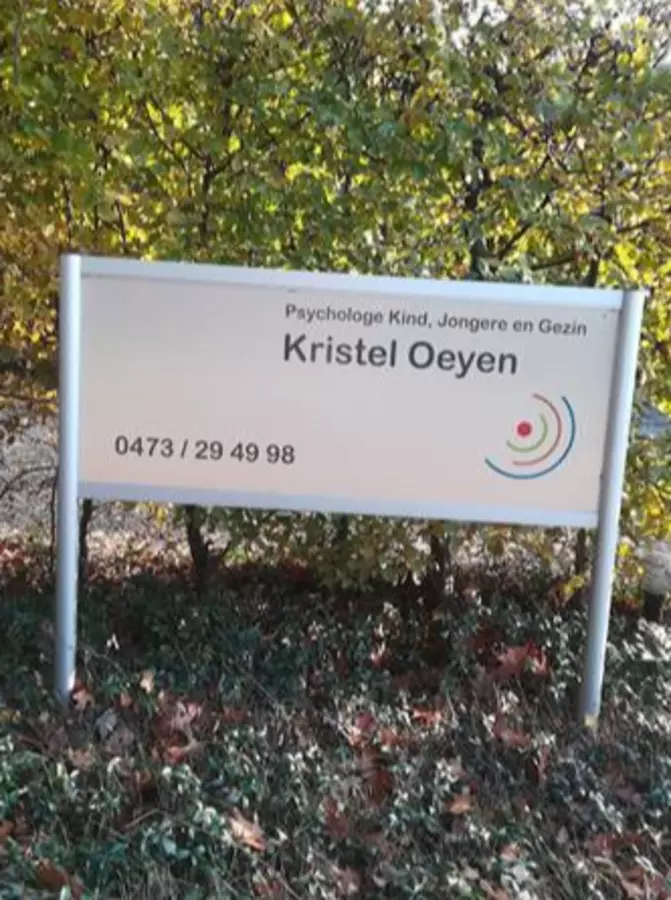 Psychologe Kind, Jongere en Gezin
Kristel Oeyen
0473 / 29 49 98